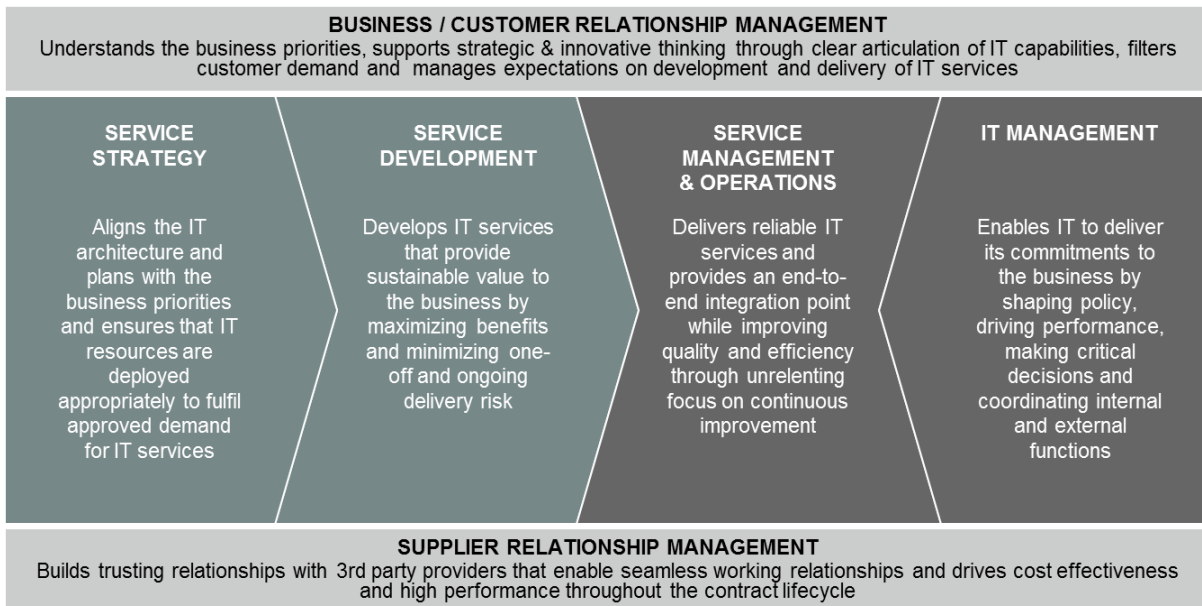 BUSINESS / CUSTOMER RELATIONSHIP MANAGEMENT
Understands the business priorities, supports strategic & innovative thinking through clear articulation of IT capabilities, filters
customer demand and manages expectations on development and delivery of IT services
SERVICE
STRATEGY
Aligns the IT
architecture and
plans with the
business priorities
and ensures that IT
resources are
deployed
appropriately to fulfil
approved demand
for IT services
SERVICE
DEVELOPMENT
Develops IT services
that provide
sustainable value to
the business by
maximizing benefits
and minimizing one-
off and ongoing
delivery risk
SERVICE
MANAGEMENT
& OPERATIONS
Delivers reliable IT
services and
provides an end-to-
end integration point
while improving
quality and efficiency
through unrelenting
focus on continuous
improvement
IT MANAGEMENT
Enables IT to deliver
its commitments to
the business by
shaping policy,
driving performance,
making critical
decisions and
coordinating internal
and external
functions
SUPPLIER RELATIONSHIP MANAGEMENT
Builds trusting relationships with 3rd party providers that enable seamless working relationships and drives cost effectiveness
and high performance throughout the contract lifecycle